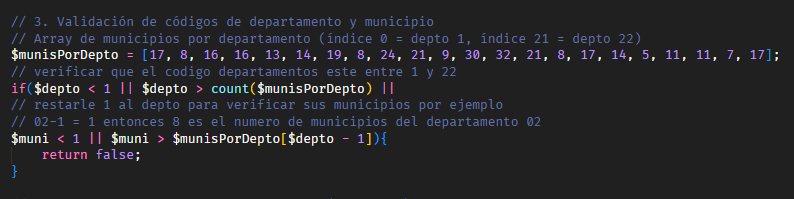 // 3. Validación de códigos de departamento y municipio
// Array de municipios por departamento (índice 0 = depto 1, índice 21 = depto 22)
$munisPorDepto = [17, 8, 16, 16, 13, 14, 19, 8, 24, 21, 9, 30, 32, 21, 8, 17, 14, 5, 11, 11, 7, 17];
// verificar que el codigo departamentos este entre 1 y 22
if($depto < 1 || $depto > count($munisPorDepto) ||
// restarle 1 al depto para verificar sus municipios por ejemplo
// 02-1 = 1 entonces 8 es el numero de municipios del departamento 02
$muni < 1 || $muni > $munisPorDepto[$depto - 1]){
    return false;
}